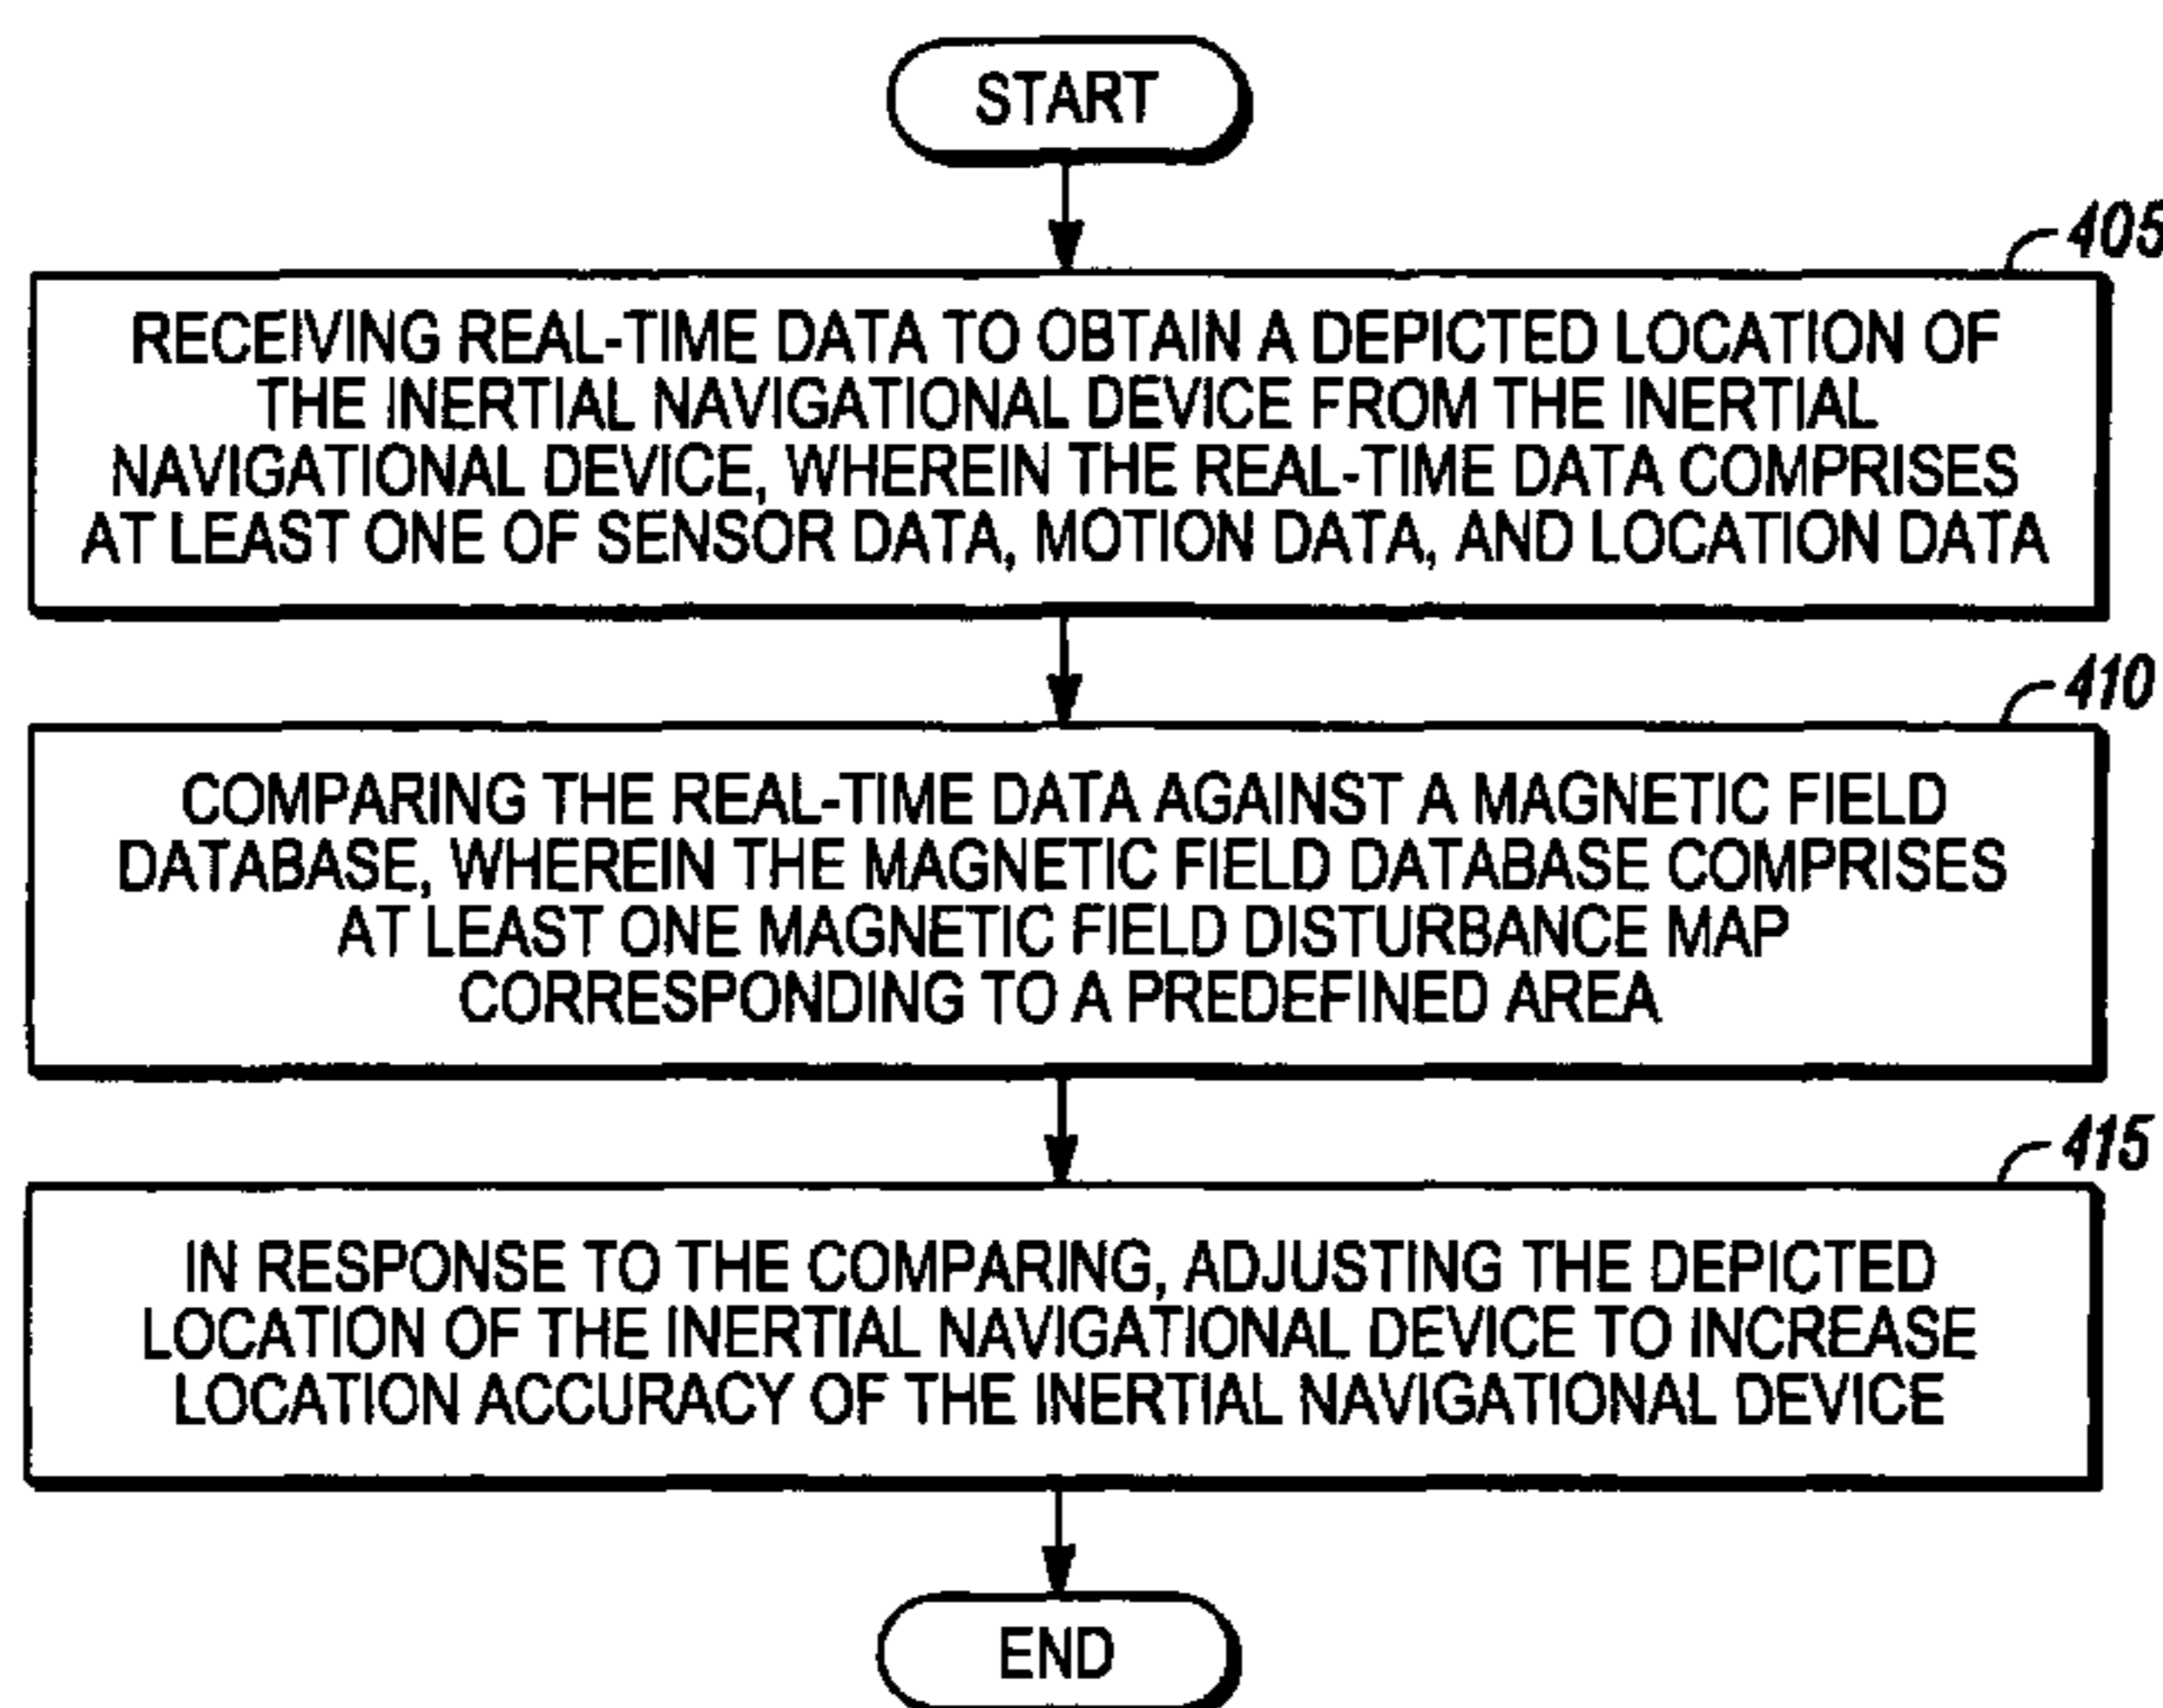 START
405
RECEIVING REAL-TIME DATA TO OBTAIN A DEPICTED LOCATION OF
THE INERTIAL NAVIGATIONAL DEVICE FROM THE INERTIAL
NAVIGATIONAL DEVICE, WHEREIN THE REAL-TIME DATA COMPRISES
AT LEAST ONE OF SENSOR DATA, MOTION DATA, AND LOCATION DATA
410
COMPARING THE REAL-TIME DATA AGAINST A MAGNETIC FIELD
DATABASE, WHEREIN THE MAGNETIC FIELD DATABASE COMPRISES
AT LEAST ONE MAGNETIC FIELD DISTURBANCE MAP
CORRESPONDING TO A PREDEFINED AREA
415
IN RESPONSE TO THE COMPARING, ADJUSTING THE DEPICTED
LOCATION OF THE INERTIAL NAVIGATIONAL DEVICE TO INCREASE
LOCATION ACCURACY OF THE INERTIAL NAVIGATIONAL DEVICE
END